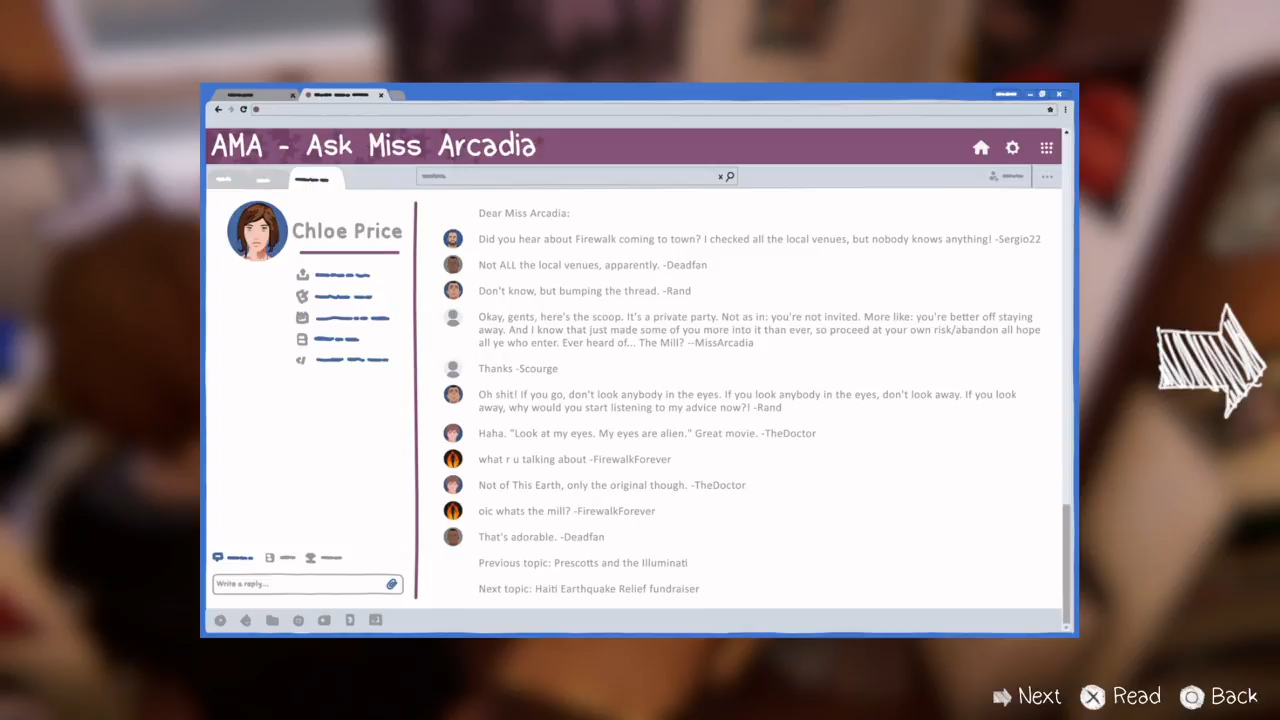 AMA - Ask Miss Arcadia
Chloe Price
Dear Miss Arcadia:
Did you hear about Firewalk coming to town? I checked all the local venues, but nobody knows anything! -Sergio22
Not ALL the local venues, apparently. -Deadfan
Don't know, but bumping the thread. -Rand
Okay, gents, here's the scoop. It's a private party. Not as in: you're not invited. More like: you're better off staying
away. And I know that just made some of you more into it than ever, so proceed at your own risk/abandon all hope
all ye who enter. Ever heard of... The Mill? --MissArcadia
Thanks -Scourge
Oh shit! If you go, don't look anybody in the eyes. If you look anybody in the eyes, don't look away. If you look
away, why would you start listening to my advice now?! -Rand
Haha. "Look at my eyes. My eyes are alien." Great movie. -TheDoctor
what r u talking about -FirewalkForever
Not of This Earth, only the original though. -TheDoctor
oic whats the mill? -FirewalkForever
That's adorable. -Deadfan
Previous topic: Prescotts and the Illuminati
Next topic: Haiti Earthquake Relief fundraiser
Write a reply...
Next
Read
Back